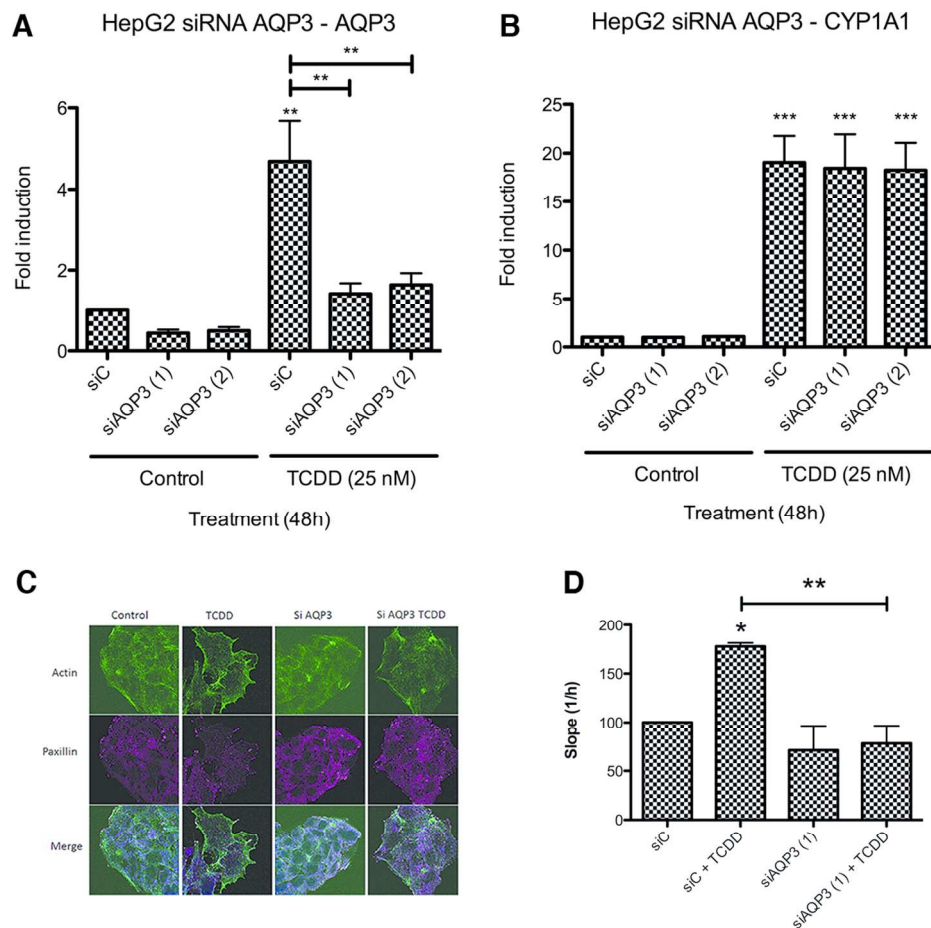 A
HepG2 siRNA AQP3 - AQP3
**
**
**
Fold induction
6
4
2
0
siC
siAQP3 (1)
siAQP3 (2)
siC
siAQP3 (1)
siAQP3 (2)
Control
TCDD (25 nM)
Treatment (48h)
B
HepG2 siRNA AQP3 - CYP1A1
***
***
***
Fold induction
25
20
15
10
5
0
siC
siAQP3 (1)
siAQP3 (2)
siC
siAQP3 (1)
siAQP3 (2)
Control
TCDD (25 nM)
Treatment (48h)
C
Control
TCDD
Si AQP3
Si AQP3 TCDD
Actin
Paxillin
Merge
D
**
*
Slope (1/h)
200
150
100
50
0
siC
siC + TCDD
siAQP3 (1)
siAQP3 (1) + TCDD